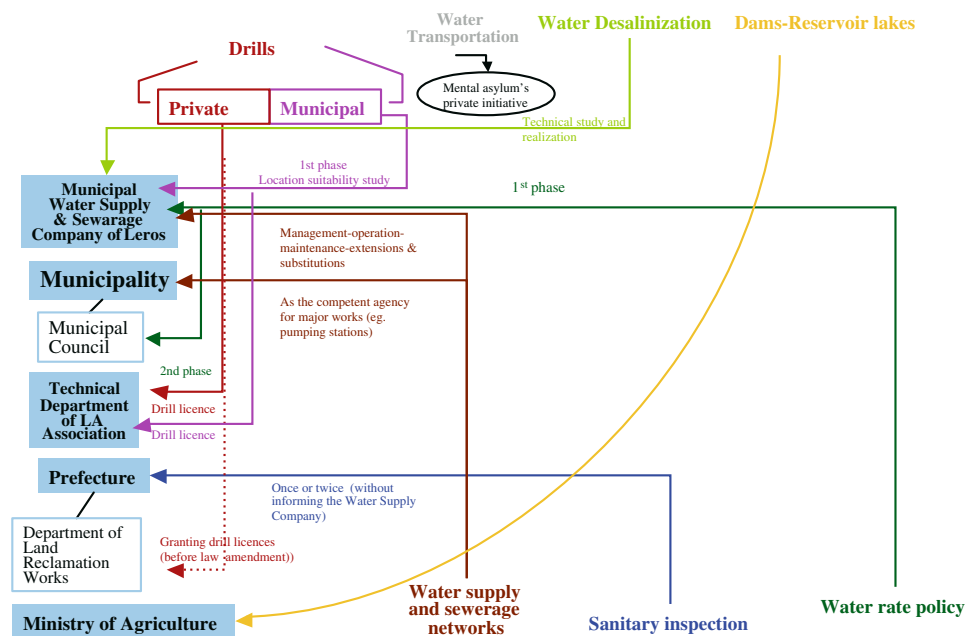 Water
Transportation
Water Desalinization
Dams-Reservoir lakes
Drills
Mental asylum's
private initiative
Private
Municipal
Technical study and
realization
1st phase
Location suitability study
1st phase
Municipal
Water Supply
& Sewarage
Company of Leros
Management-operation-
maintenance-extensions &
substitutions
Municipality
As the competent agency
for major works (eg.
pumping stations)
Municipal
Council
2nd phase
Technical
Department
of LA
Association
Drill licence
Drill licence
Prefecture
Once or twice (without
informing the Water Supply
Company)
Department of
Land
Reclamation
Works
Granting drill licences
(before law amendment))
Ministry of Agriculture
Water supply
and sewerage
networks
Sanitary inspection
Water rate policy